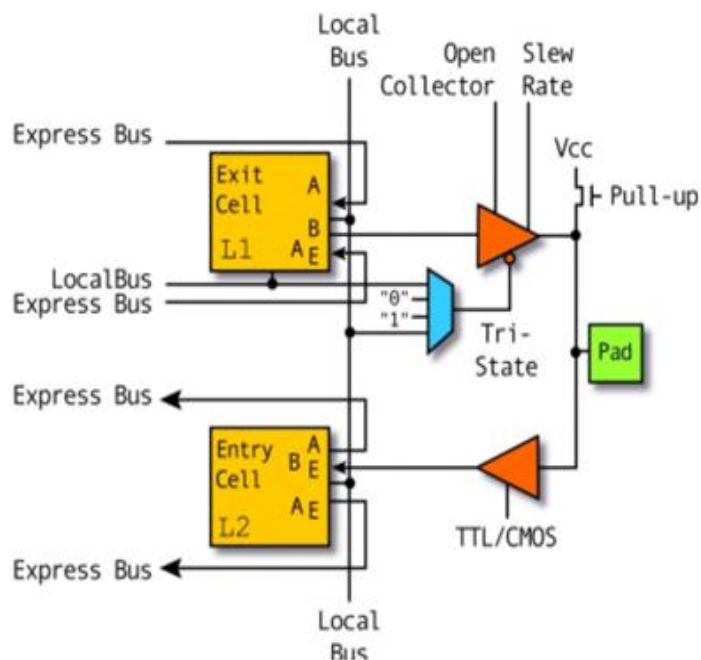 Local
Bus
Open Slew
Collector Rate
Express Bus
Vcc
Exit A
Cell
B
L1 A E
Pull-up
LocalBus
Express Bus
"0"
"1"
Tri-
State
Pad
Express Bus
Entry A
B E
Cell
A E
L2
TTL/CMOS
Express Bus
Local
Bus